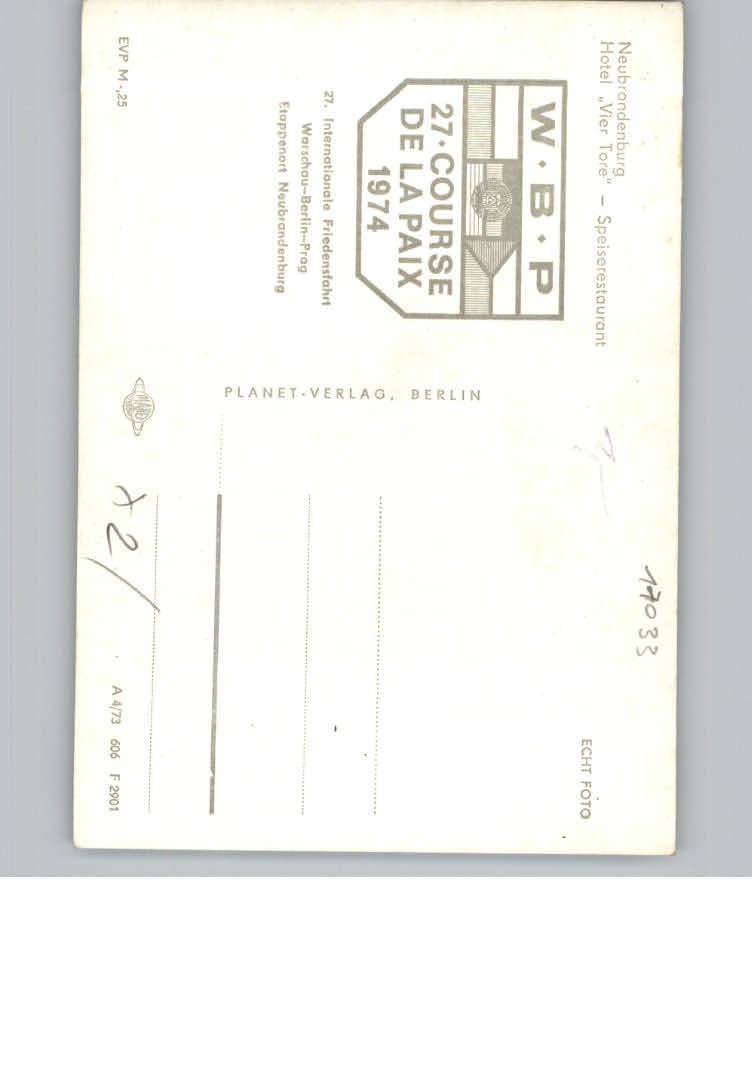 Neubrandenburg
Hotel „Vier Tore“ – Speiserestaurant
W·B·P
27·COURSE
DE LA PAIX
1974
27. Internationale Friedensfahrt
Warschau–Berlin–Prag
Etappenort Neubrandenburg
EVP M -,25
PLANET-VERLAG, BERLIN
17033
ECHT FOTO
x 2/
A 4/73 606 F 2901